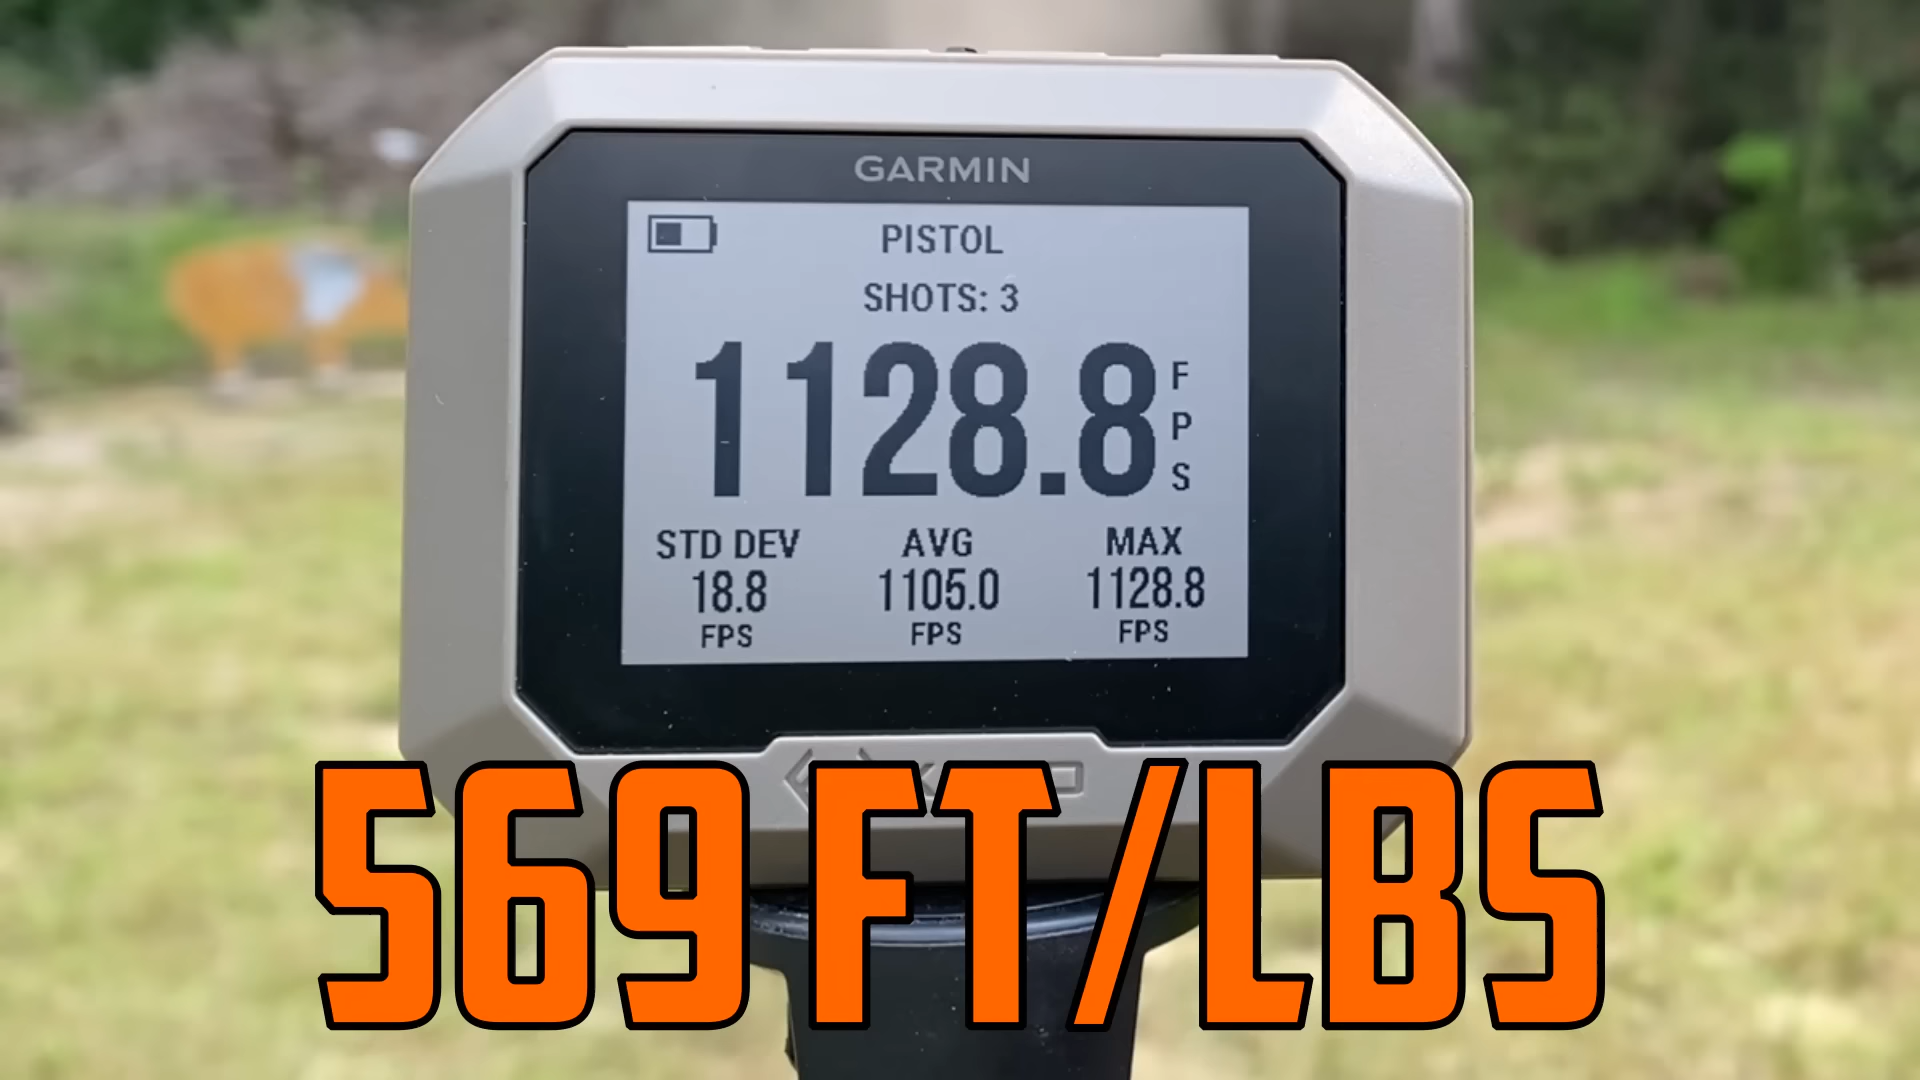 GARMIN
PISTOL
SHOTS: 3
1128.8 FPS
STD DEV AVG MAX
18.8 1105.0 1128.8
FPS FPS FPS
569 FT/LBS